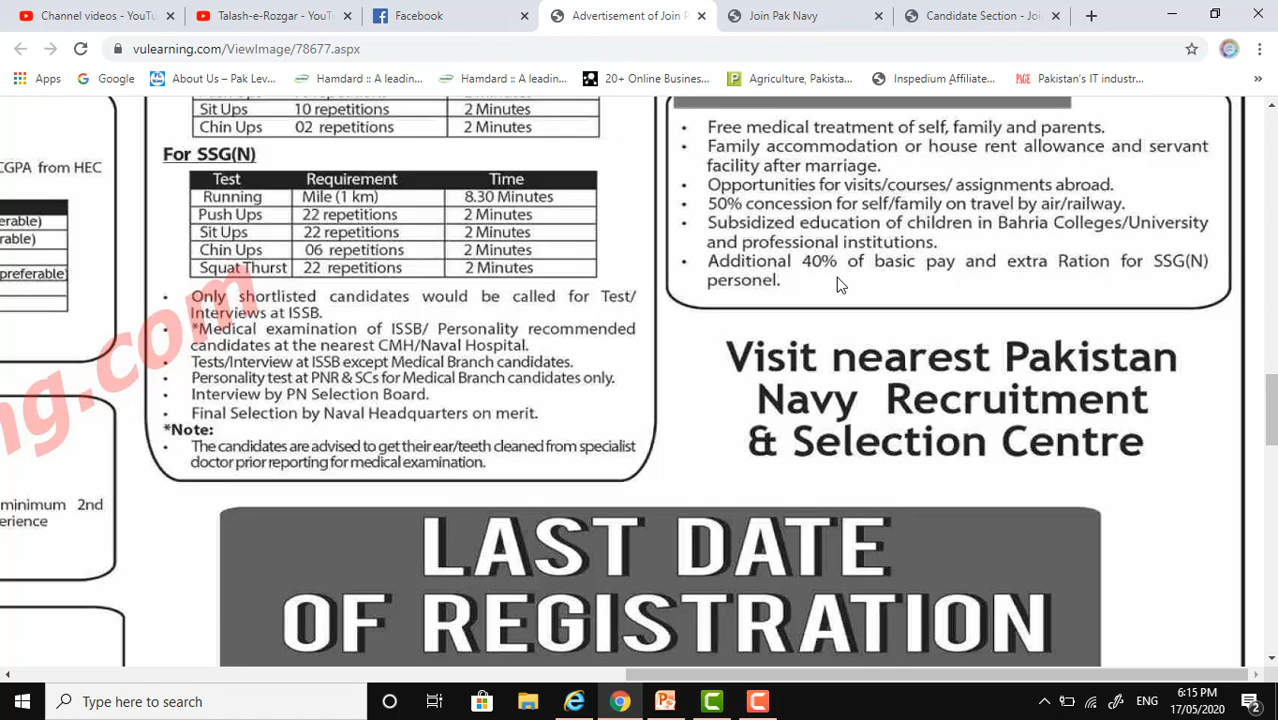 Channel videos - YouTu
Talash-e-Rozgar - YouT
Facebook
Advertisement of Join P
Join Pak Navy
Candidate Section - Joi
vulearning.com/ViewImage/78677.aspx
Apps
Google
About Us – Pak Lev...
Hamdard :: A leadin...
Hamdard :: A leadin...
20+ Online Busines...
Agriculture, Pakista...
Inspedium Affiliate...
PAGE
Pakistan's IT industr...
»
CGPA from HEC
erable)
rable)
preferable)
minimum 2nd
erience
ng.com
Sit Ups 10 repetitions 2 Minutes
Chin Ups 02 repetitions 2 Minutes
For SSG(N)
Test Requirement Time
Running Mile (1 km) 8.30 Minutes
Push Ups 22 repetitions 2 Minutes
Sit Ups 22 repetitions 2 Minutes
Chin Ups 06 repetitions 2 Minutes
Squat Thurst 22 repetitions 2 Minutes
• Only shortlisted candidates would be called for Test/
Interviews at ISSB.
• *Medical examination of ISSB/ Personality recommended
candidates at the nearest CMH/Naval Hospital.
• Tests/Interview at ISSB except Medical Branch candidates.
• Personality test at PNR & SCs for Medical Branch candidates only.
• Interview by PN Selection Board.
• Final Selection by Naval Headquarters on merit.
*Note:
• The candidates are advised to get their ear/teeth cleaned from specialist
doctor prior reporting for medical examination.
• Free medical treatment of self, family and parents.
• Family accommodation or house rent allowance and servant
facility after marriage.
• Opportunities for visits/courses/ assignments abroad.
• 50% concession for self/family on travel by air/railway.
• Subsidized education of children in Bahria Colleges/University
and professional institutions.
• Additional 40% of basic pay and extra Ration for SSG(N)
personel.
Visit nearest Pakistan
Navy Recruitment
& Selection Centre
LAST DATE
OF REGISTRATION
Type here to search
ENG
6:15 PM
17/05/2020
2